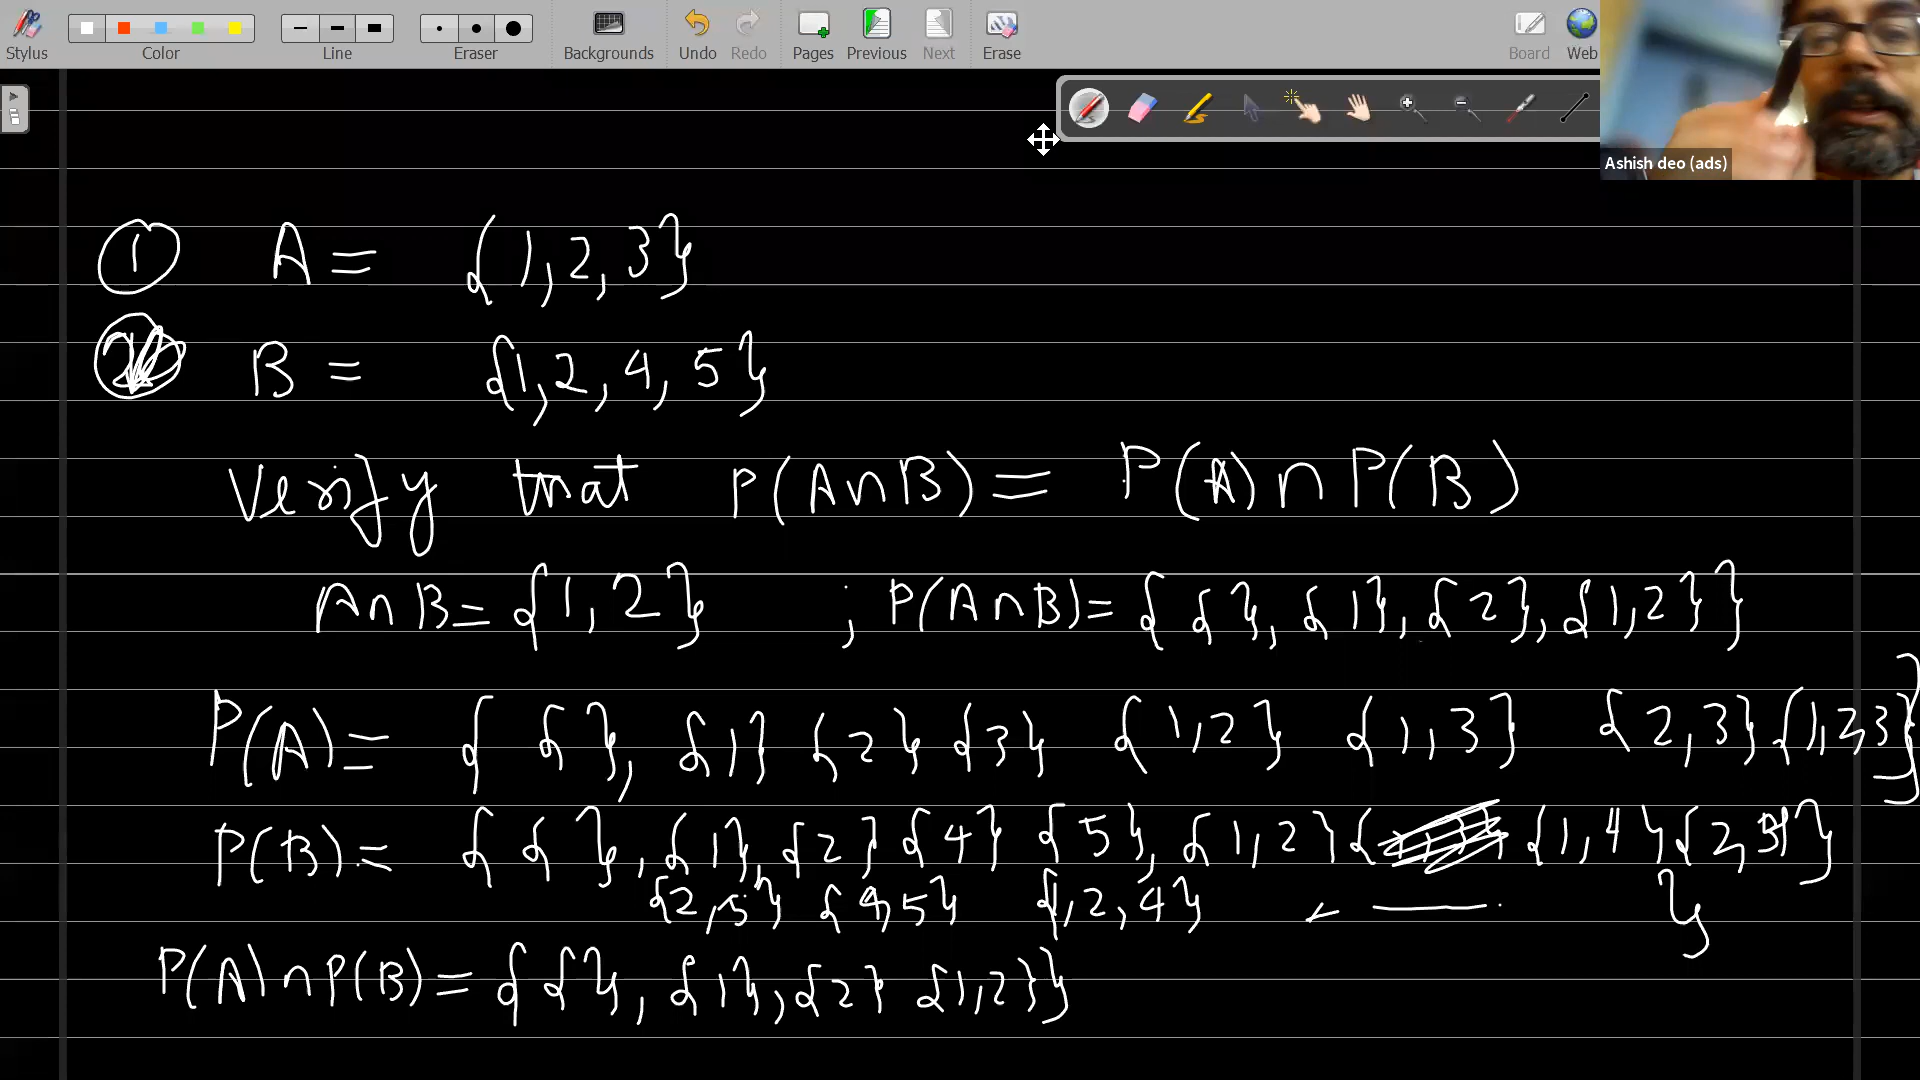 Stylus Color Line Eraser Backgrounds Undo Redo Pages Previous Next Erase Board Web
Ashish deo (ads)
① A = {1, 2, 3}
B = {1, 2, 4, 5}
Verify that P(A∩B) = P(A)∩P(B)
A∩B = {1, 2} ; P(A∩B) = { { }, {1}, {2}, {1,2}}
P(A) = { { }, {1} {2} {3} {1,2} {1,3} {2,3} {1,2,3}}
P(B) = { { }, {1}, {2} {4} {5}, {1,2} { {1,4} {2,
{2,5} {4,5} {1,2,4} }
P(A)∩P(B) = { { }, {1}, {2} {1,2}}